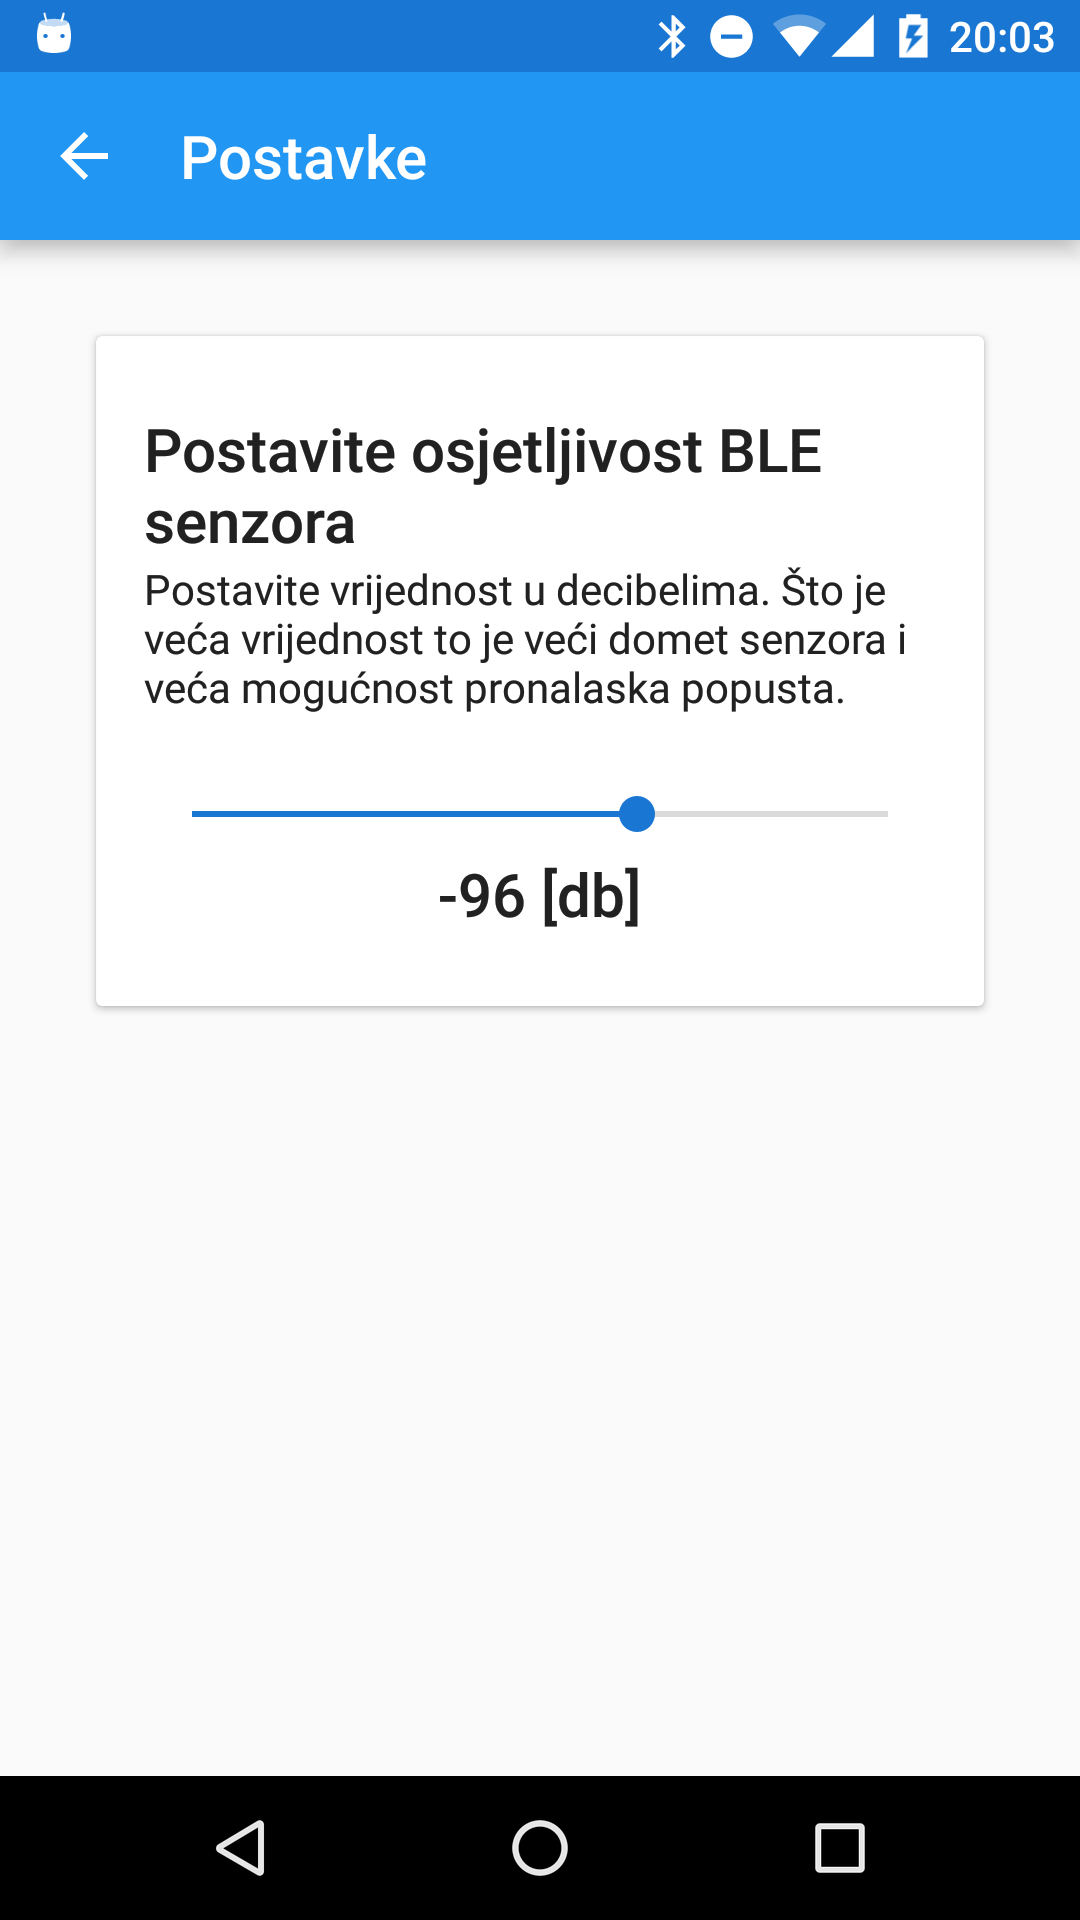 20:03
Postavke
Postavite osjetljivost BLE
senzora
Postavite vrijednost u decibelima. Što je
veća vrijednost to je veći domet senzora i
veća mogućnost pronalaska popusta.
-96 [db]